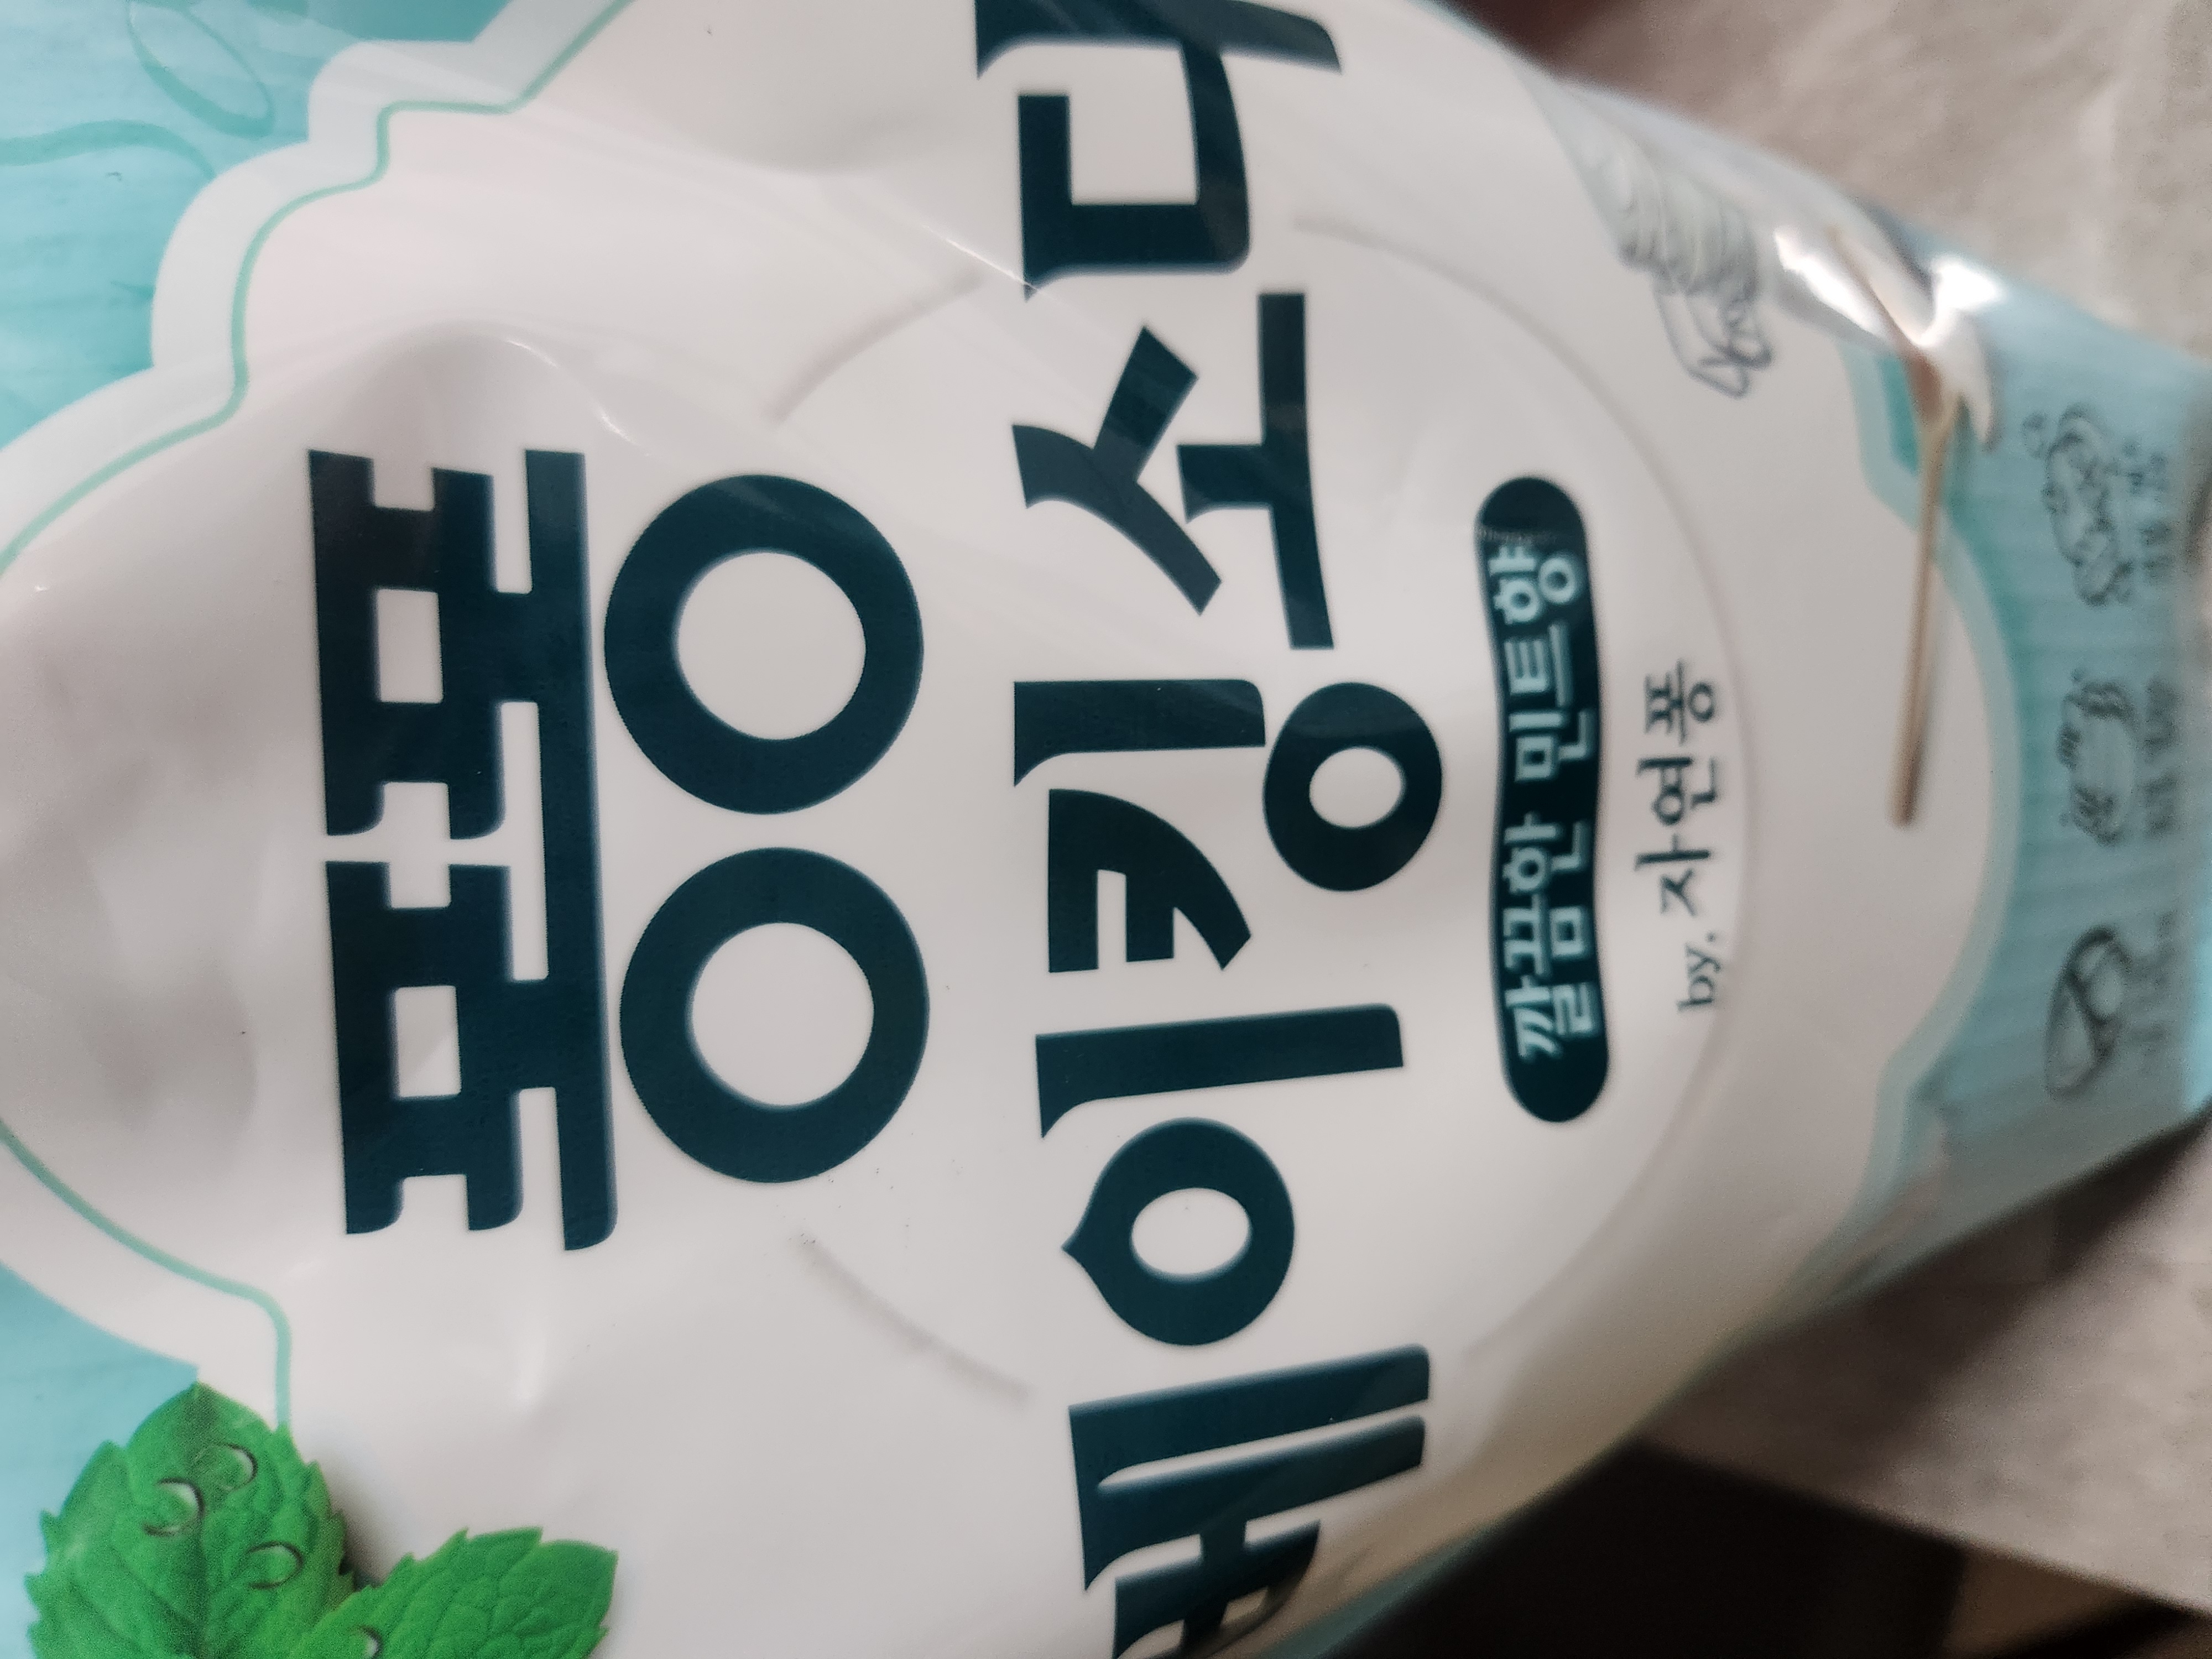 퐁퐁
베이킹소다
깔끔한 민트향
by. 자연퐁